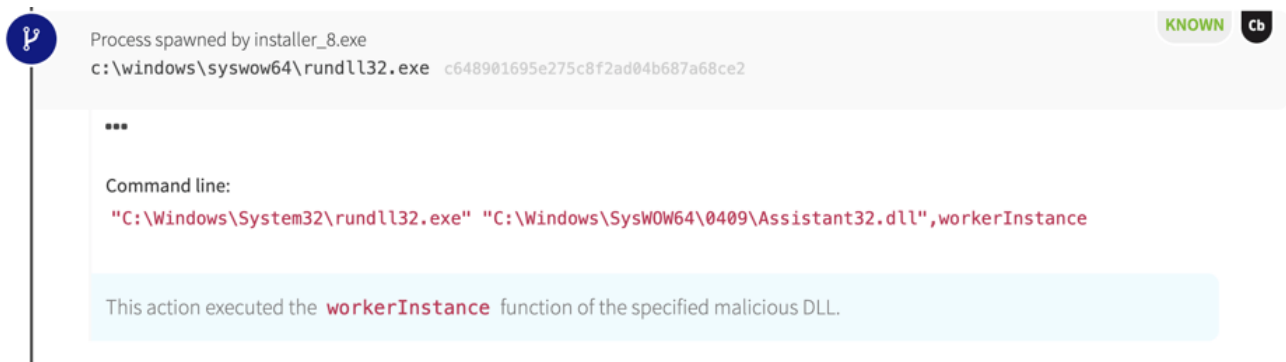 Process spawned by installer_8.exe
KNOWN
Cb
c:\windows\syswow64\rundll32.exe c648901695e275c8f2ad04b687a68ce2
Command line:
"C:\Windows\System32\rundll32.exe" "C:\Windows\SysWOW64\0409\Assistant32.dll",workerInstance
This action executed the workerInstance function of the specified malicious DLL.